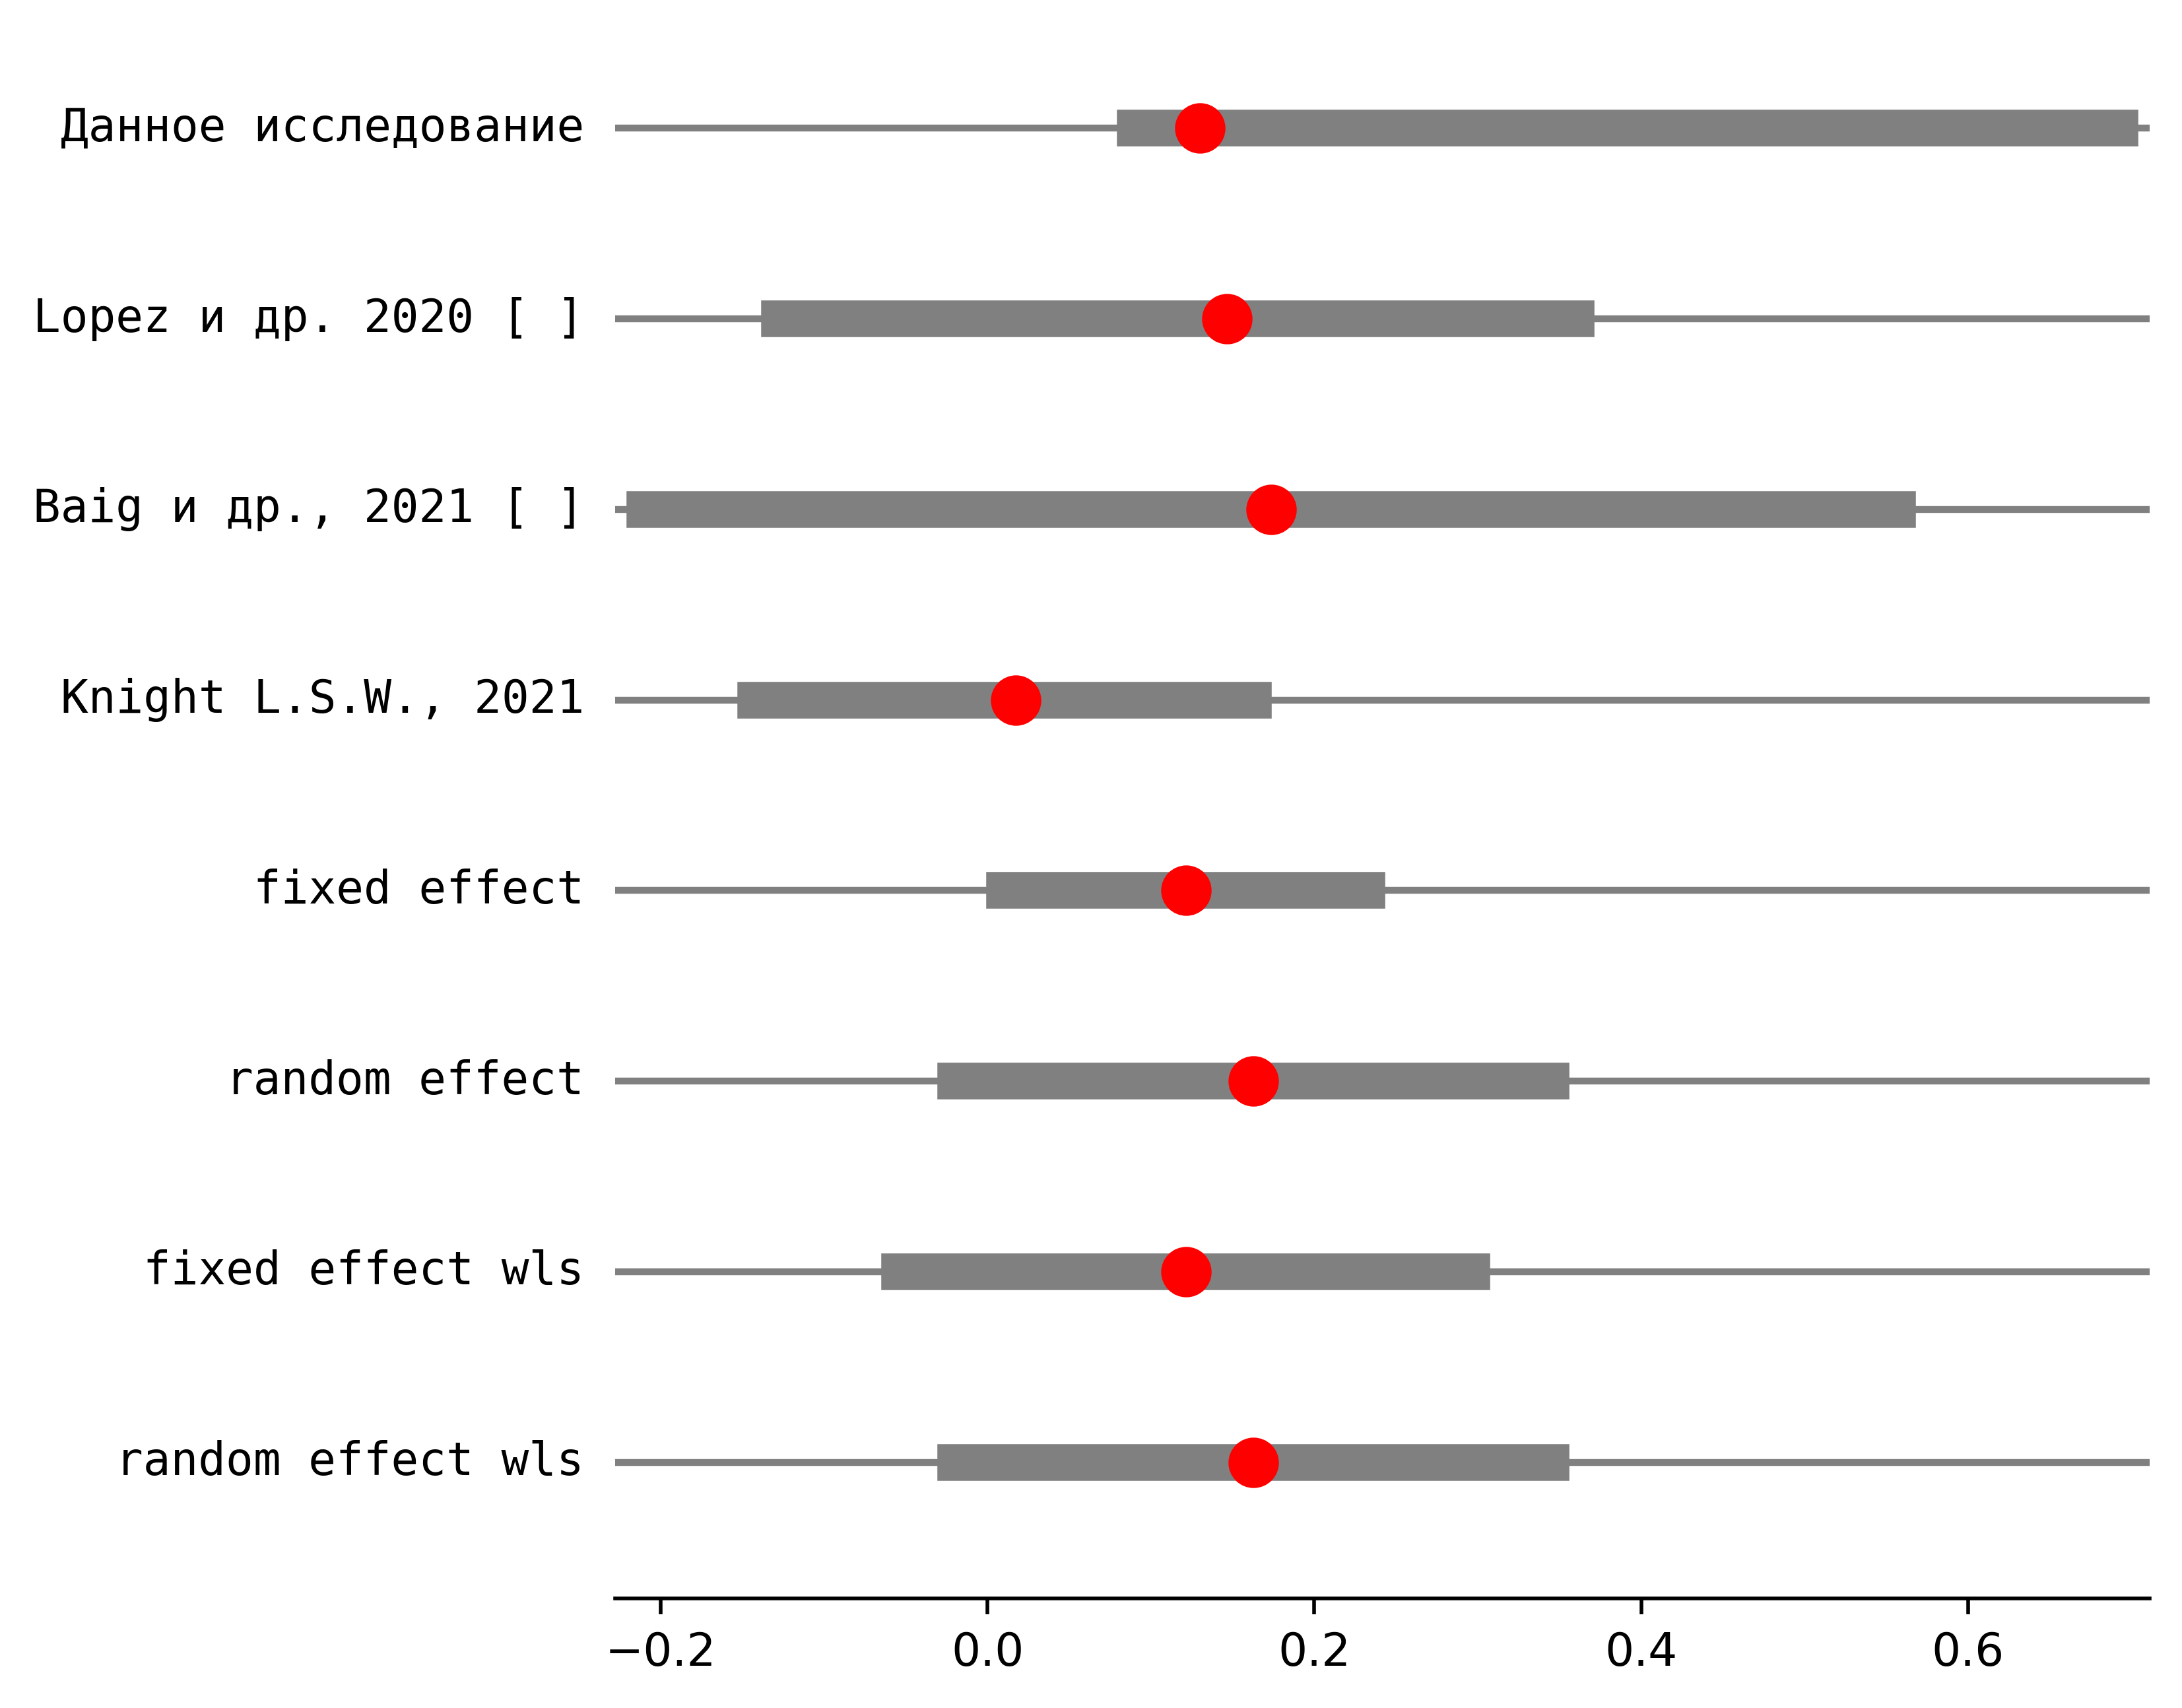 Данное исследование
Lopez и др. 2020 [ ]
Baig и др., 2021 [ ]
Knight L.S.W., 2021
fixed effect
random effect
fixed effect wls
random effect wls
−0.2 0.0 0.2 0.4 0.6